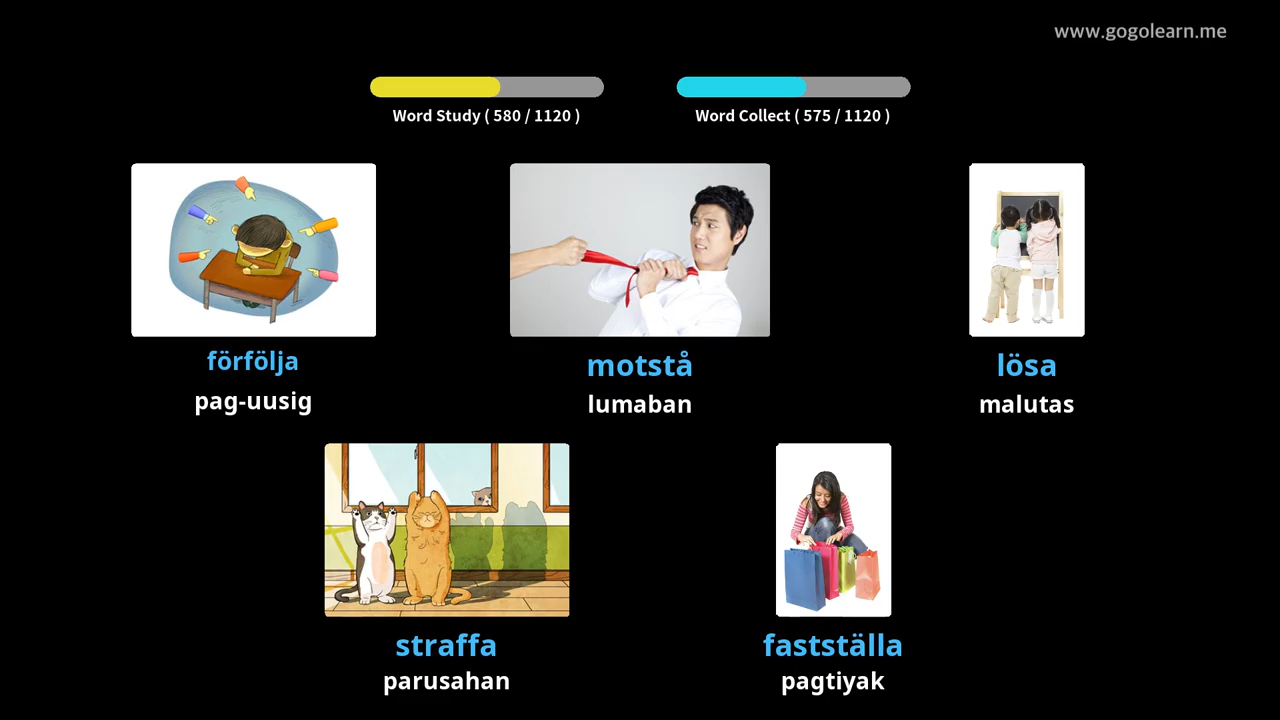 www.gogolearn.me
Word Study ( 580 / 1120 )
Word Collect ( 575 / 1120 )
förfölja
pag-uusig
motstå
lumaban
lösa
malutas
straffa
parusahan
fastställa
pagtiyak